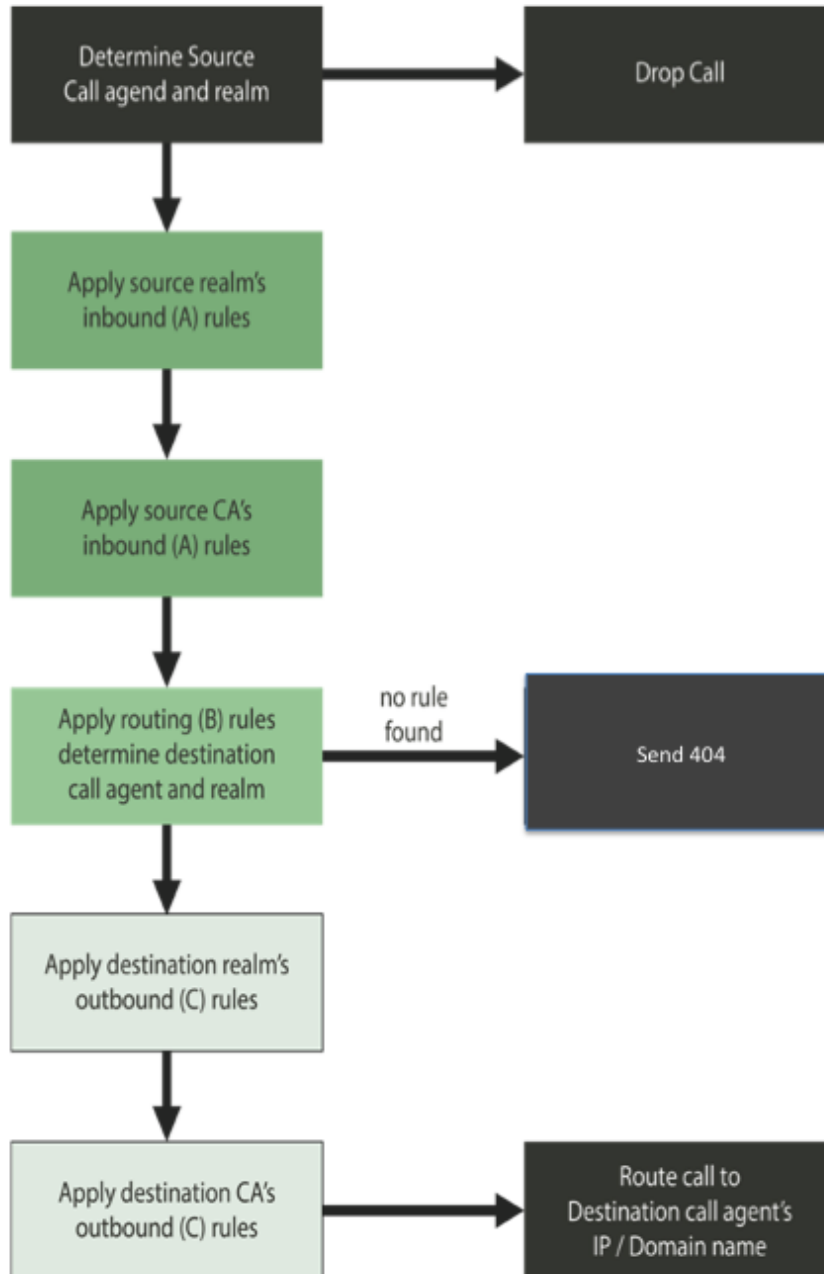 Determine Source
Call agend and realm
Drop Call
Apply source realm's
inbound (A) rules
Apply source CA's
inbound (A) rules
Apply routing (B) rules
determine destination
call agent and realm
no rule
found
Send 404
Apply destination realm's
outbound (C) rules
Apply destination CA's
outbound (C) rules
Route call to
Destination call agent's
IP / Domain name